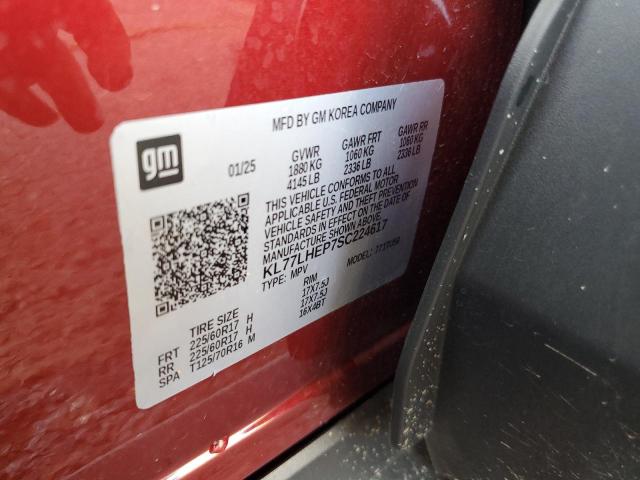 MFD BY GM KOREA COMPANY
gm
01/25
GVWR GAWR FRT GAWR RR
1880 KG 1060 KG 1060 KG
4145 LB 2336 LB 2336 LB
THIS VEHICLE CONFORMS TO ALL
APPLICABLE U.S. FEDERAL MOTOR
VEHICLE SAFETY AND THEFT PREVENTION
STANDARDS IN EFFECT ON THE DATE OF
MANUFACTURE SHOWN ABOVE.
KL77LHEP7SC224617
TYPE: MPV MODEL:
TIRE SIZE RIM
FRT 225/60R17 H 17X7.5J
RR 225/60R17 H 17X7.5J
SPA T125/70R16 M 16X4BT